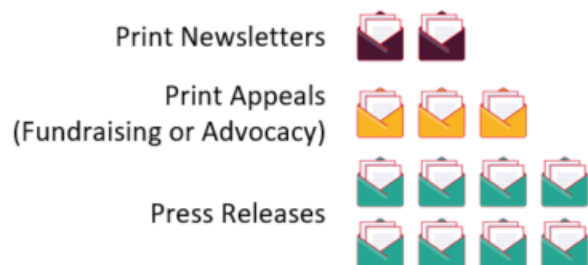 Print Newsletters
Print Appeals
(Fundraising or Advocacy)
Press Releases